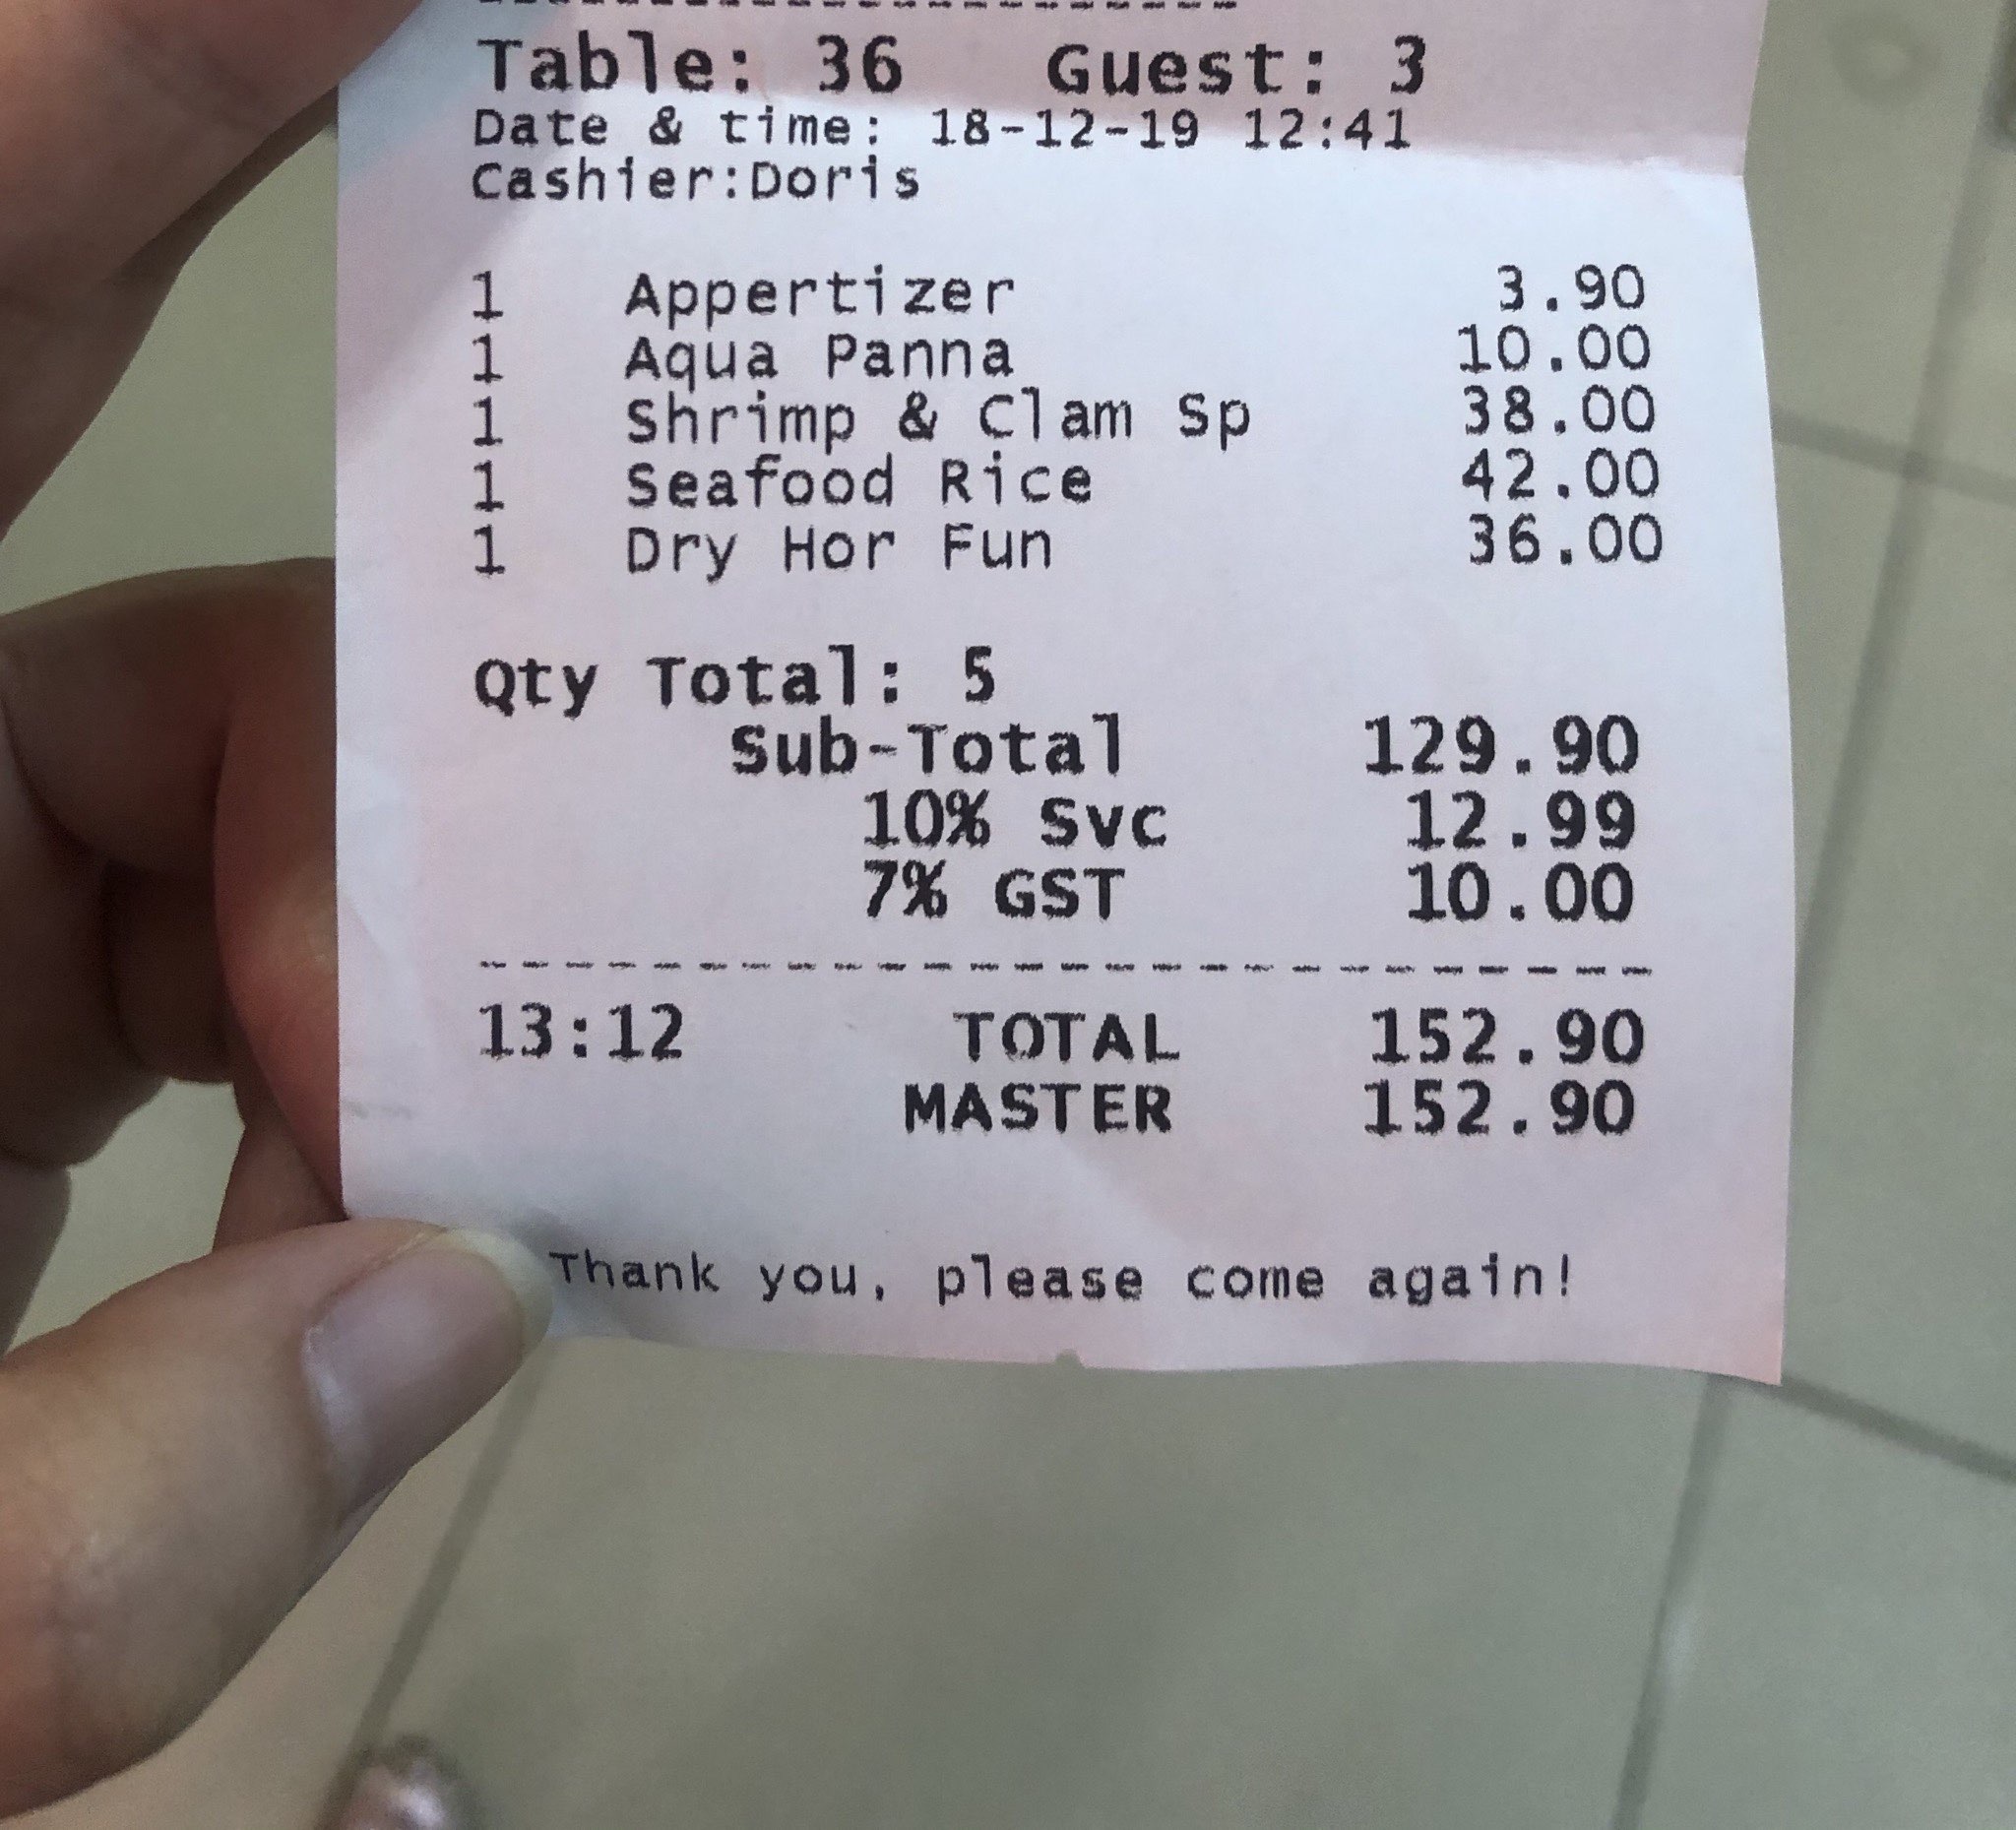 Table: 36 Guest: 3
Date & time: 18-12-19 12:41
Cashier:Doris
1 Appertizer 3.90
1 Aqua Panna 10.00
1 Shrimp & Clam Sp 38.00
1 Seafood Rice 42.00
1 Dry Hor Fun 36.00
Qty Total: 5
Sub-Total 129.90
10% Svc 12.99
7% GST 10.00
13:12 TOTAL 152.90
MASTER 152.90
Thank you, please come again!